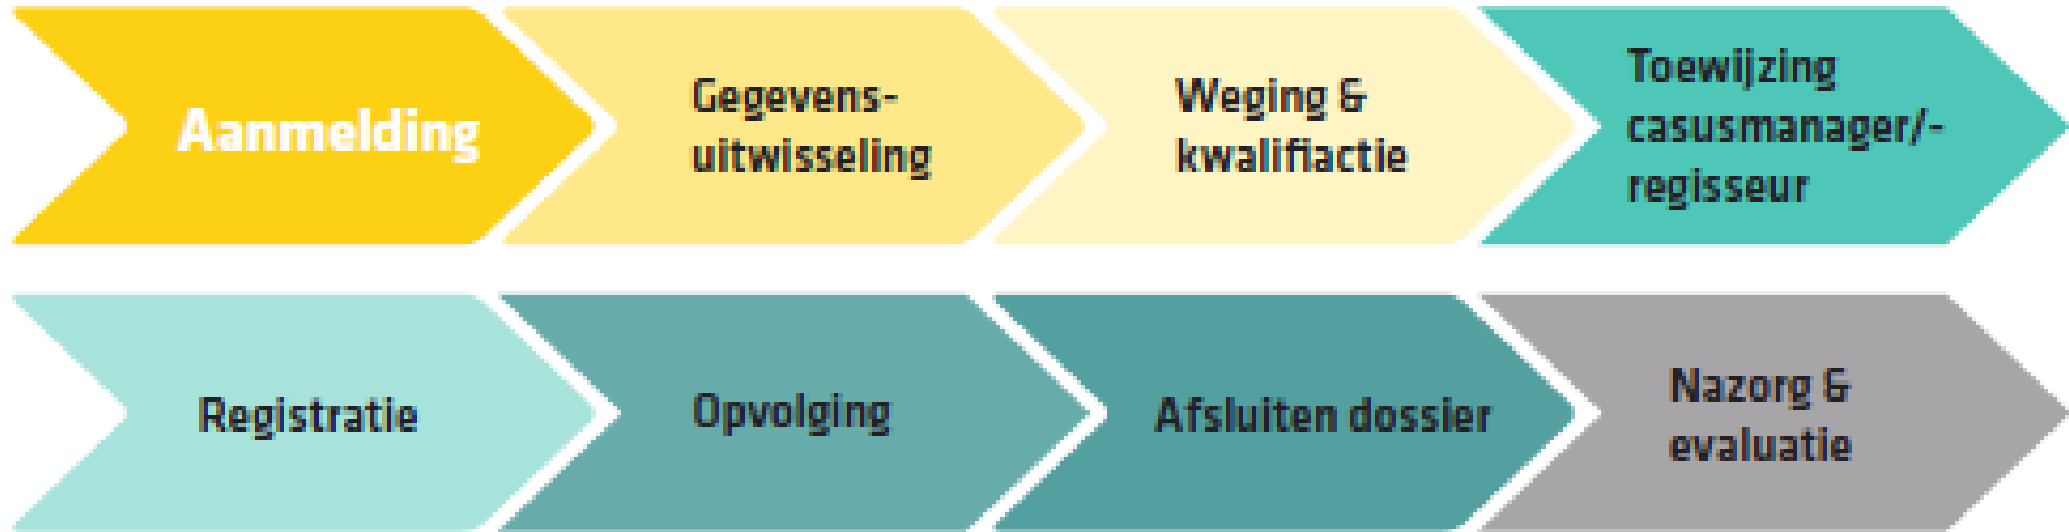 Aanmelding
Gegevens-
uitwisseling
Weging &
kwalifiactie
Toewijzing
casusmanager/-
regisseur
Registratie
Opvolging
Afsluiten dossier
Nazorg &
evaluatie